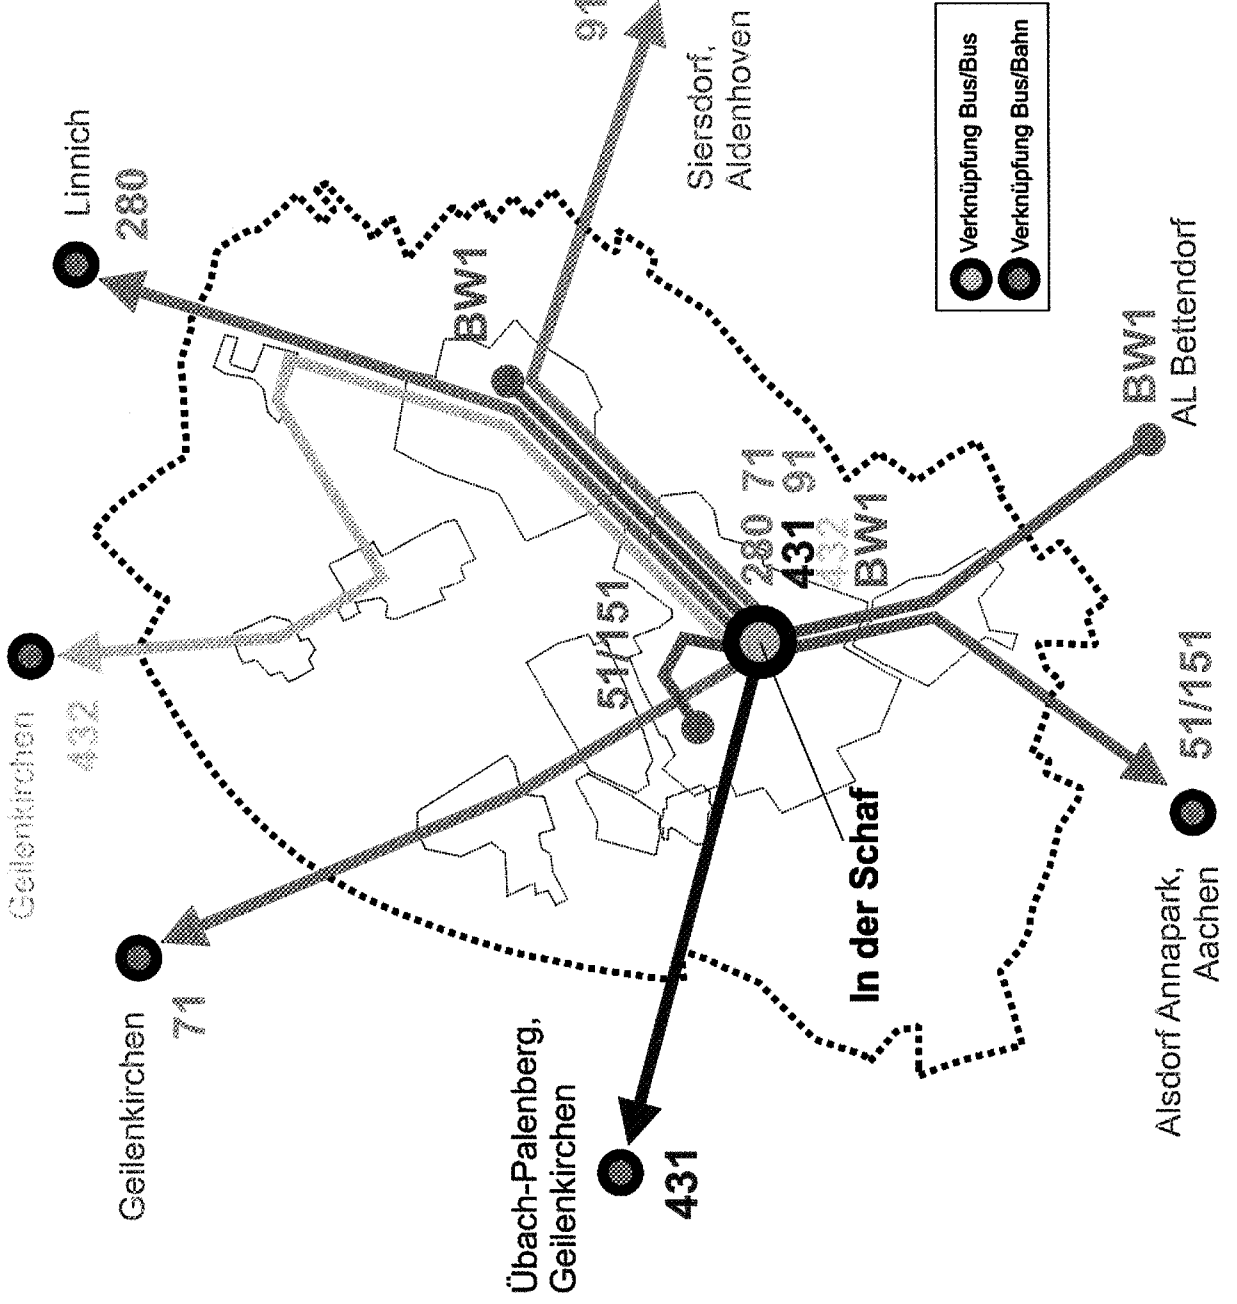 Geilenkirchen
432
Linnich
280
Geilenkirchen
71
BW1
Übach-Palenberg,
Geilenkirchen
431
91
Siersdorf,
Aldenhoven
51/151
280 71
431 91
432
BW1
In der Schaf
Verknüpfung Bus/Bus
Verknüpfung Bus/Bahn
BW1
AL Bettendorf
Alsdorf Annapark,
Aachen
51/151